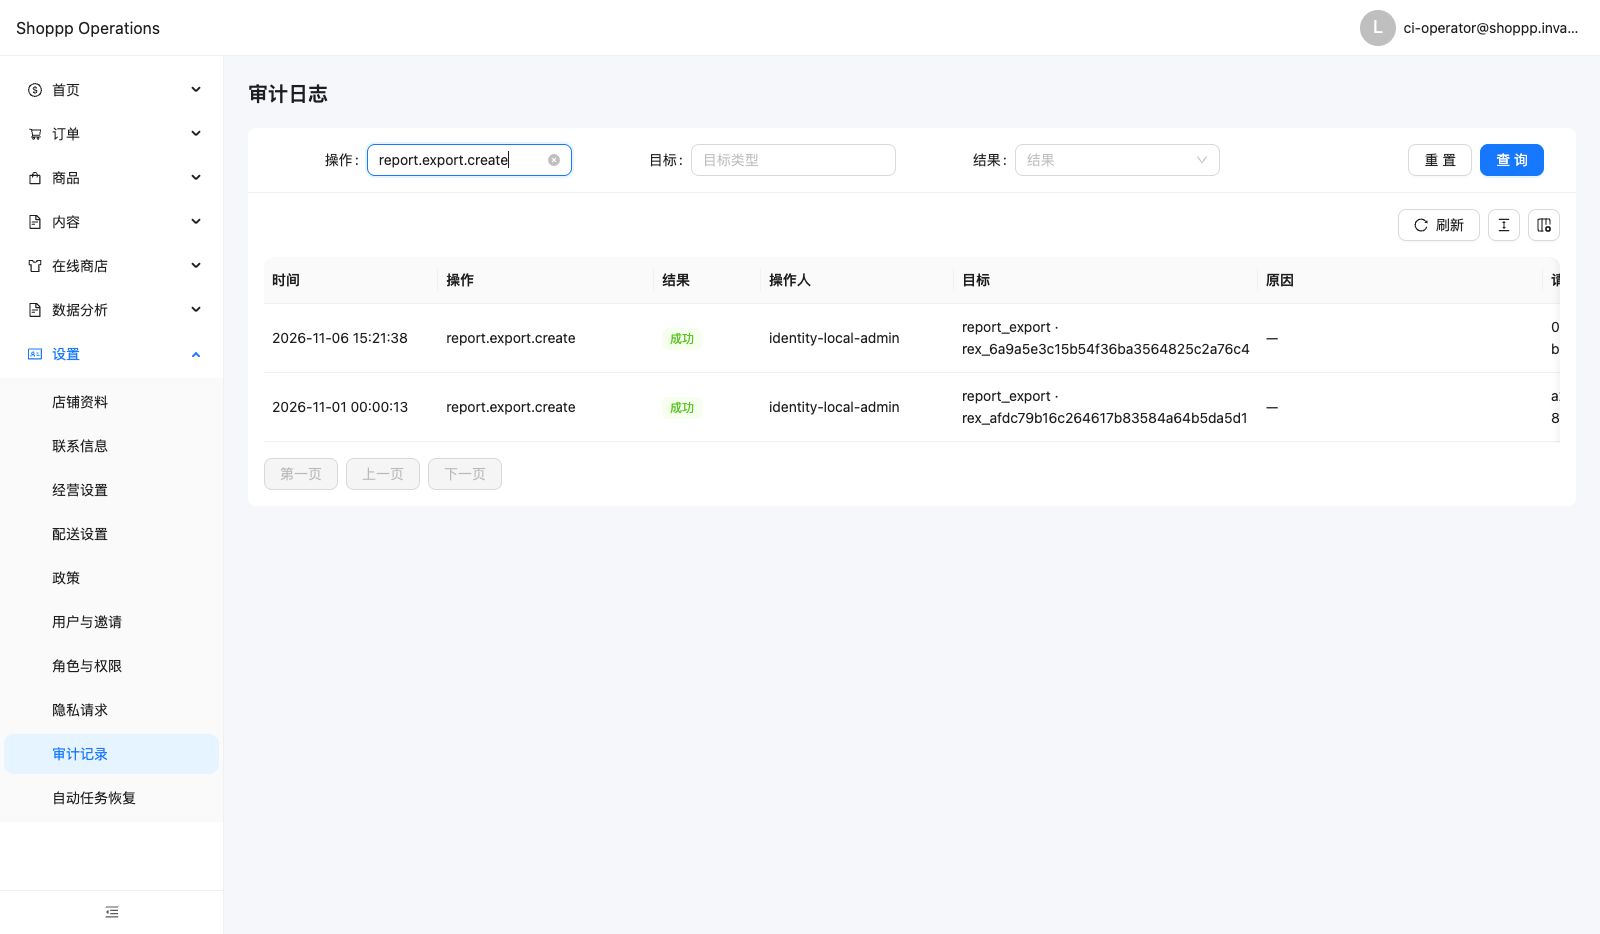 Shoppp Operations
L
ci-operator@shoppp.inva...
首页
订单
商品
内容
在线商店
数据分析
设置
店铺资料
联系信息
经营设置
配送设置
政策
用户与邀请
角色与权限
隐私请求
审计记录
自动任务恢复
审计日志
操作: report.export.create 目标: 目标类型 结果: 结果 重 置 查 询
刷新
时间 操作 结果 操作人 目标 原因
2026-11-06 15:21:38 report.export.create 成功 identity-local-admin report_export · 
rex_6a9a5e3c15b54f36ba3564825c2a76c4 — 0
b
2026-11-01 00:00:13 report.export.create 成功 identity-local-admin report_export · 
rex_afdc79b16c264617b83584a64b5da5d1 — a
8
第一页 上一页 下一页